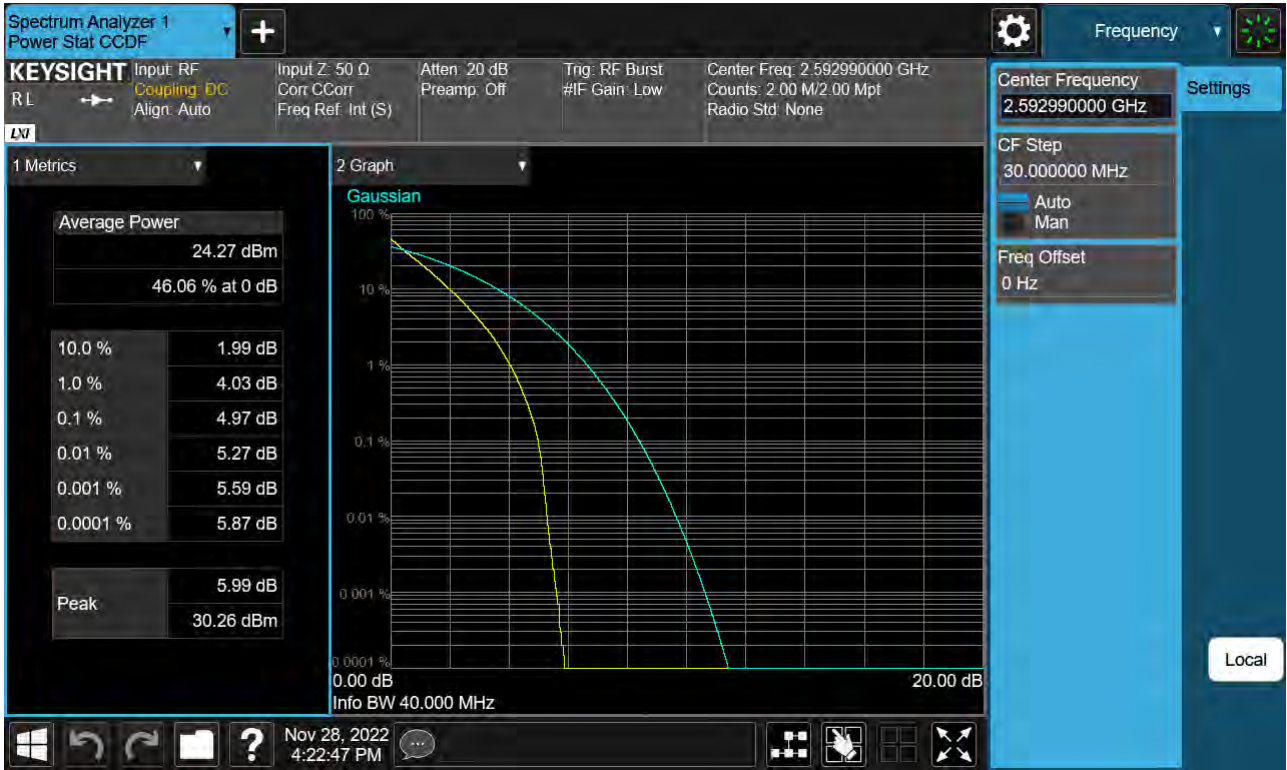 Spectrum Analyzer 1
Power Stat CCDF
Frequency
KEYSIGHT
R L
LXI
Input: RF
Coupling: DC
Align: Auto
Input Z: 50 Ω
Corr CCorr
Freq Ref: Int (S)
Atten: 20 dB
Preamp: Off
Trig: RF Burst
#IF Gain: Low
Center Freq: 2.592990000 GHz
Counts: 2.00 M/2.00 Mpt
Radio Std: None
Center Frequency
2.592990000 GHz
Settings
CF Step
30.000000 MHz
Auto
Man
Freq Offset
0 Hz
1 Metrics
Average Power
24.27 dBm
46.06 % at 0 dB
10.0 % 1.99 dB
1.0 % 4.03 dB
0.1 % 4.97 dB
0.01 % 5.27 dB
0.001 % 5.59 dB
0.0001 % 5.87 dB
Peak 5.99 dB
30.26 dBm
2 Graph
Gaussian
100 %
10 %
1 %
0.1 %
0.01 %
0.001 %
0.0001 %
0.00 dB 20.00 dB
Info BW 40.000 MHz
Local
?
Nov 28, 2022
4:22:47 PM